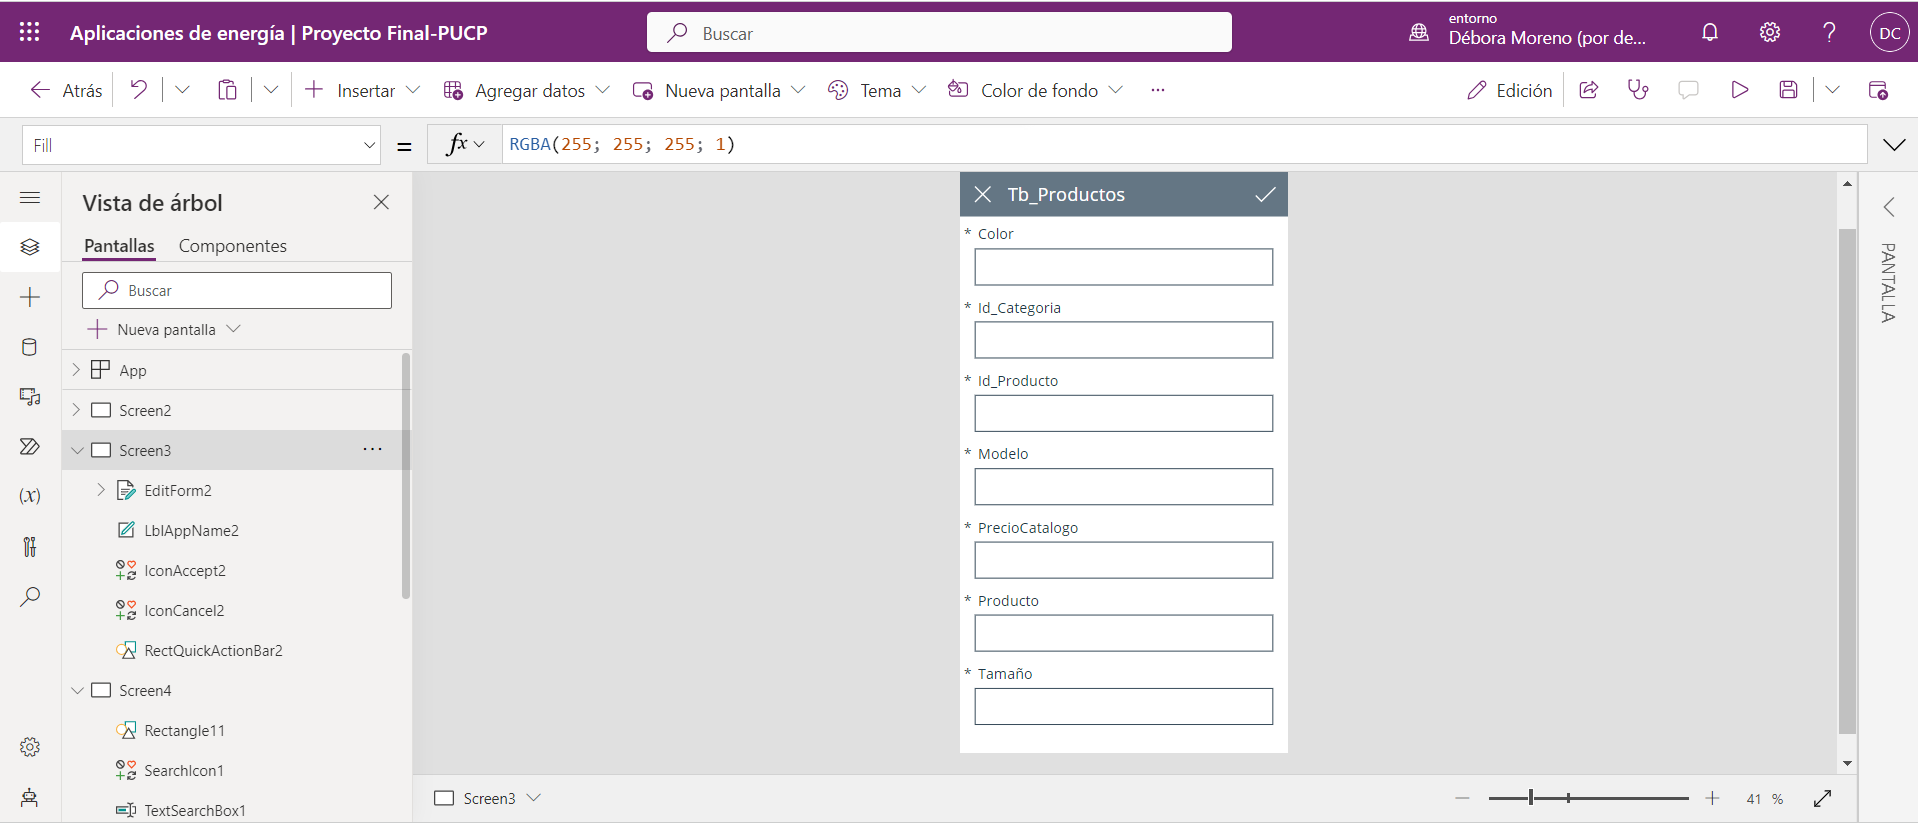 Aplicaciones de energía | Proyecto Final-PUCP
Buscar
entorno
Débora Moreno (por de...
DC
Atrás
Insertar
Agregar datos
Nueva pantalla
Tema
Color de fondo
...
Edición
Fill
=
fx
RGBA(255; 255; 255; 1)
Vista de árbol
Pantallas
Componentes
Buscar
Nueva pantalla
App
Screen2
Screen3
...
EditForm2
LblAppName2
IconAccept2
IconCancel2
RectQuickActionBar2
Screen4
Rectangle11
SearchIcon1
TextSearchBox1
(x)
Tb_Productos
* Color
* Id_Categoria
* Id_Producto
* Modelo
* PrecioCatalogo
* Producto
* Tamaño
PANTALLA
Screen3
41 %